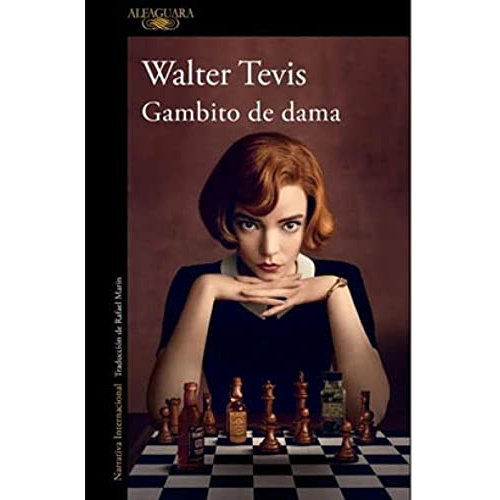 ALFAGUARA
Walter Tevis
Gambito de dama
Narrativa Internacional Traducción de Rafael Marín